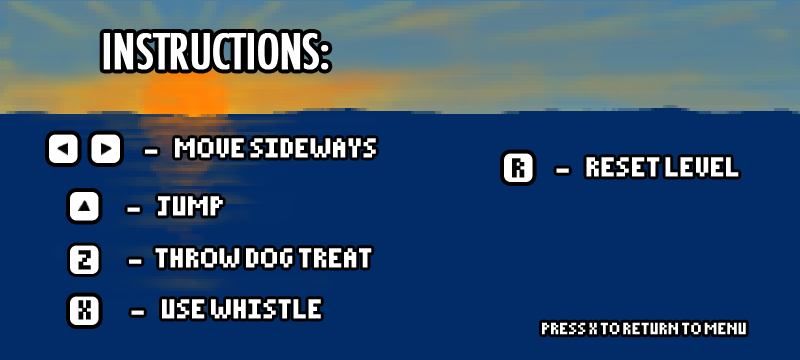 INSTRUCTIONS:
◄ ► - MOVE SIDEWAYS
▲ - JUMP
Z - THROW DOG TREAT
X - USE WHISTLE
R - RESET LEVEL
PRESS X TO RETURN TO MENU